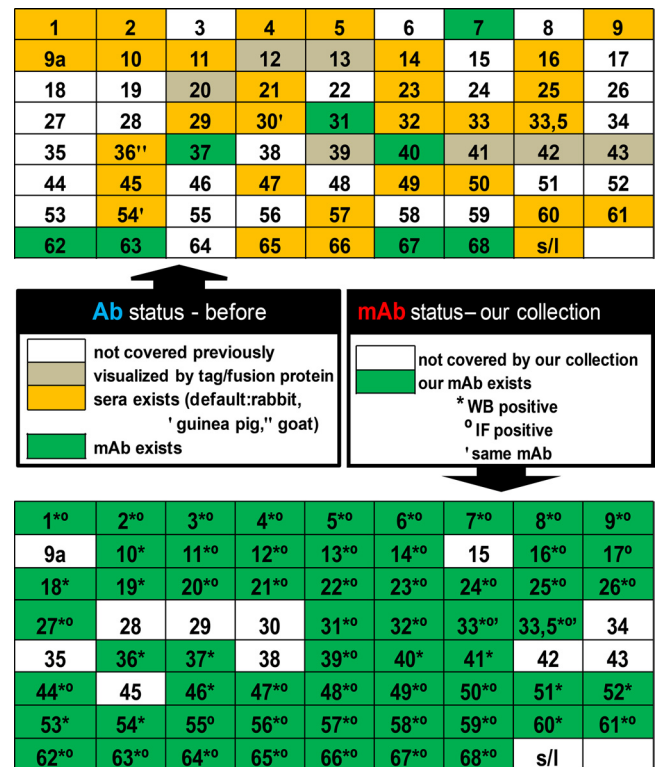 1 2 3 4 5 6 7 8 9
9a 10 11 12 13 14 15 16 17
18 19 20 21 22 23 24 25 26
27 28 29 30' 31 32 33 33,5 34
35 36'' 37 38 39 40 41 42 43
44 45 46 47 48 49 50 51 52
53 54' 55 56 57 58 59 60 61
62 63 64 65 66 67 68 s/l
Ab status - before
not covered previously
visualized by tag/fusion protein
sera exists (default:rabbit,
' guinea pig,'' goat)
mAb exists
mAb status– our collection
not covered by our collection
our mAb exists
* WB positive
º IF positive
' same mAb
1*º 2*º 3*º 4*º 5*º 6*º 7*º 8*º 9*º
9a 10* 11*º 12*º 13*º 14*º 15 16*º 17º
18* 19* 20*º 21*º 22*º 23*º 24*º 25*º 26*º
27*º 28 29 30 31*º 32*º 33*º' 33,5*º' 34
35 36* 37* 38 39*º 40* 41* 42 43
44*º 45 46* 47*º 48*º 49*º 50*º 51* 52*
53* 54* 55º 56*º 57*º 58*º 59*º 60* 61*º
62*º 63*º 64*º 65*º 66*º 67*º 68*º s/l